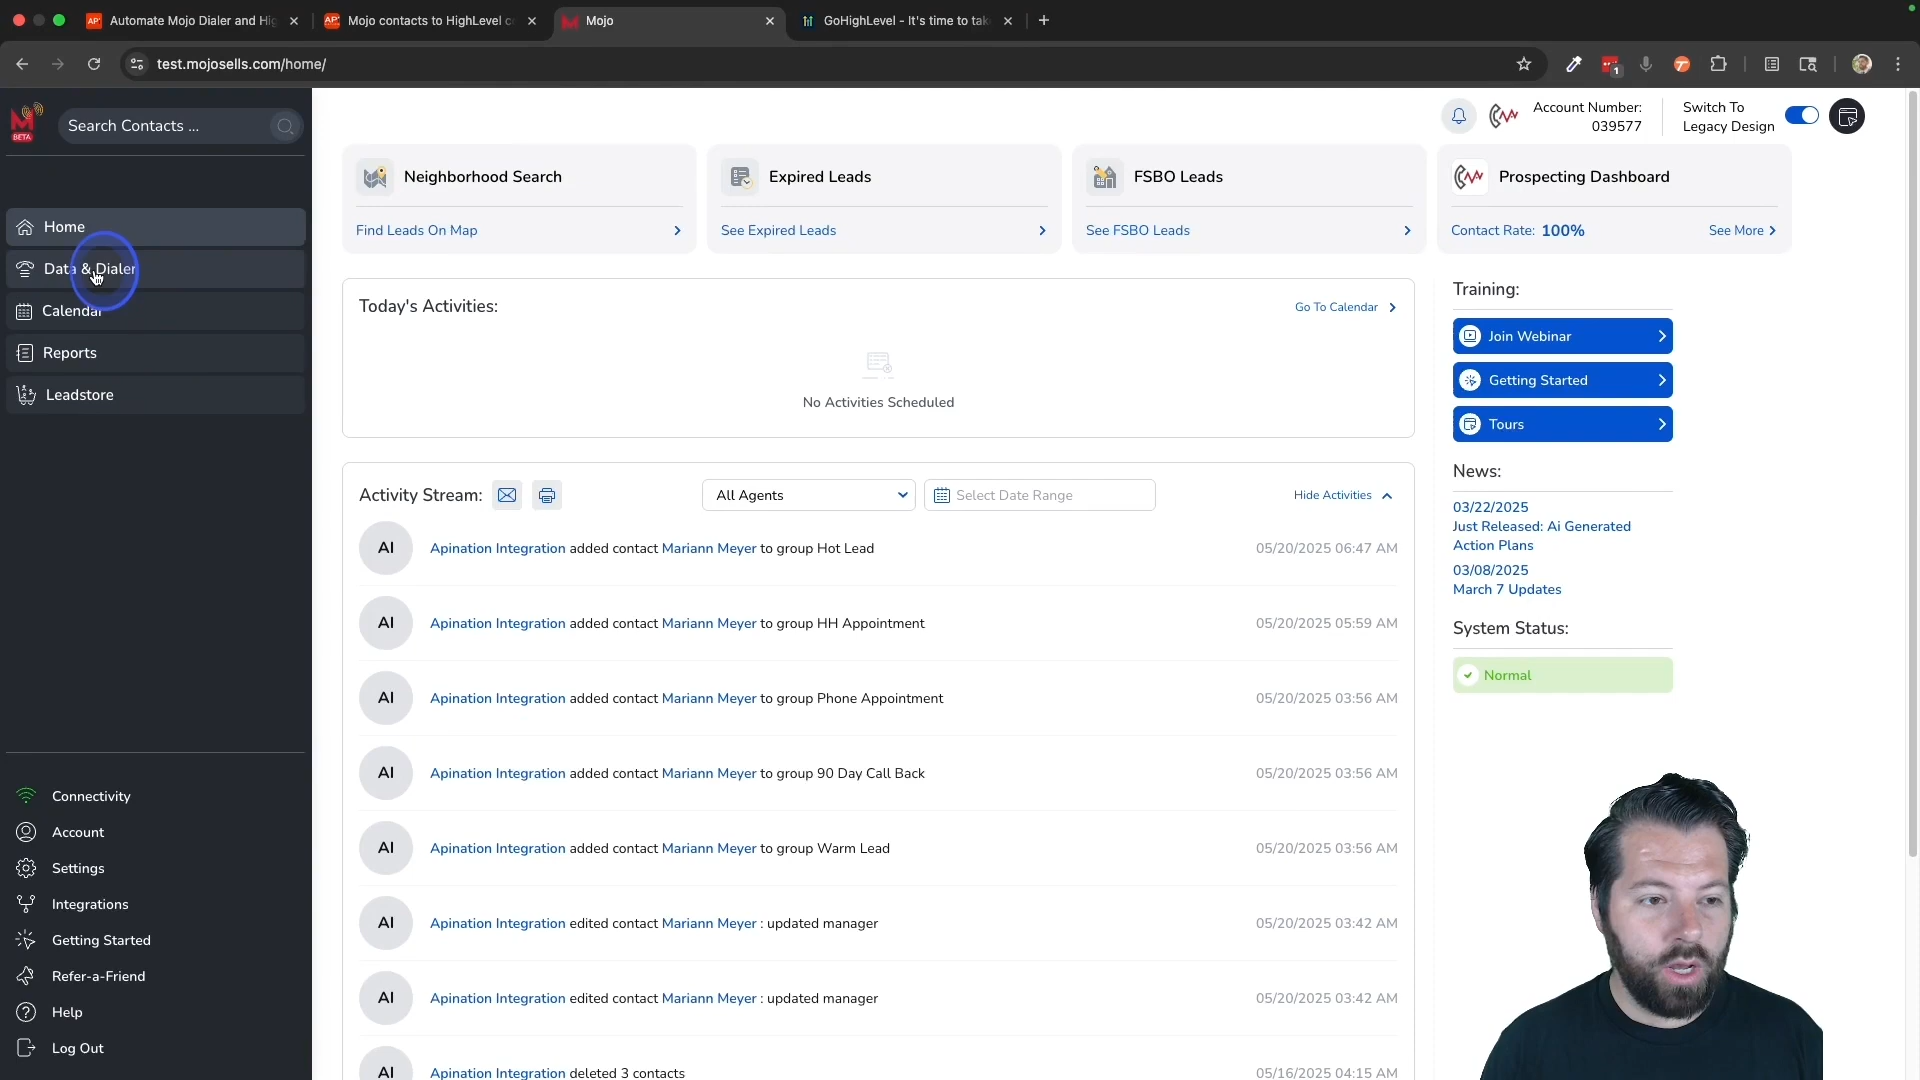 Automate Mojo Dialer and Hig
Mojo contacts to HighLevel c
Mojo
GoHighLevel - It's time to tak
test.mojosells.com/home/
1
BETA
Search Contacts ...
Home
Data & Dialer
Calendar
Reports
Leadstore
Connectivity
Account
Settings
Integrations
Getting Started
Refer-a-Friend
Help
Log Out
Account Number:
039577
Switch To
Legacy Design
Neighborhood Search
Find Leads On Map
Expired Leads
See Expired Leads
FSBO Leads
See FSBO Leads
Prospecting Dashboard
Contact Rate: 100%
See More
Today's Activities:
Go To Calendar
No Activities Scheduled
Activity Stream:
All Agents
Select Date Range
Hide Activities
AI
Apination Integration added contact Mariann Meyer to group Hot Lead
05/20/2025 06:47 AM
AI
Apination Integration added contact Mariann Meyer to group HH Appointment
05/20/2025 05:59 AM
AI
Apination Integration added contact Mariann Meyer to group Phone Appointment
05/20/2025 03:56 AM
AI
Apination Integration added contact Mariann Meyer to group 90 Day Call Back
05/20/2025 03:56 AM
AI
Apination Integration added contact Mariann Meyer to group Warm Lead
05/20/2025 03:56 AM
AI
Apination Integration edited contact Mariann Meyer : updated manager
05/20/2025 03:42 AM
AI
Apination Integration edited contact Mariann Meyer : updated manager
05/20/2025 03:42 AM
AI
Apination Integration deleted 3 contacts
05/16/2025 04:15 AM
Training:
Join Webinar
Getting Started
Tours
News:
03/22/2025
Just Released: Ai Generated
Action Plans
03/08/2025
March 7 Updates
System Status:
Normal